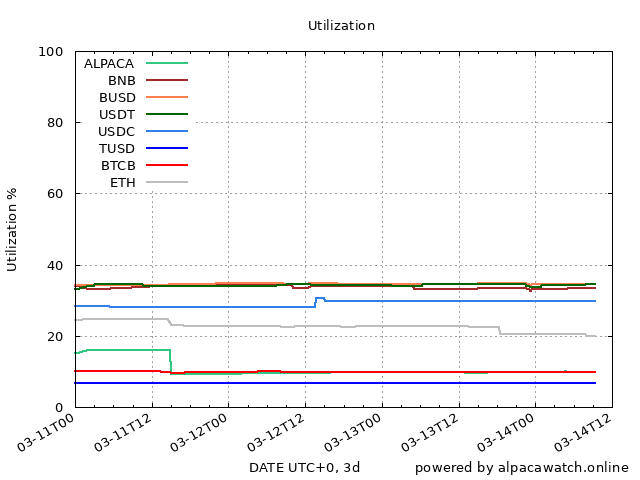 Utilization
Utilization %
100
80
60
40
20
0
ALPACA
BNB
BUSD
USDT
USDC
TUSD
BTCB
ETH
03-11T00
03-11T12
03-12T00
03-12T12
03-13T00
03-13T12
03-14T00
03-14T12
DATE UTC+0, 3d
powered by alpacawatch.online